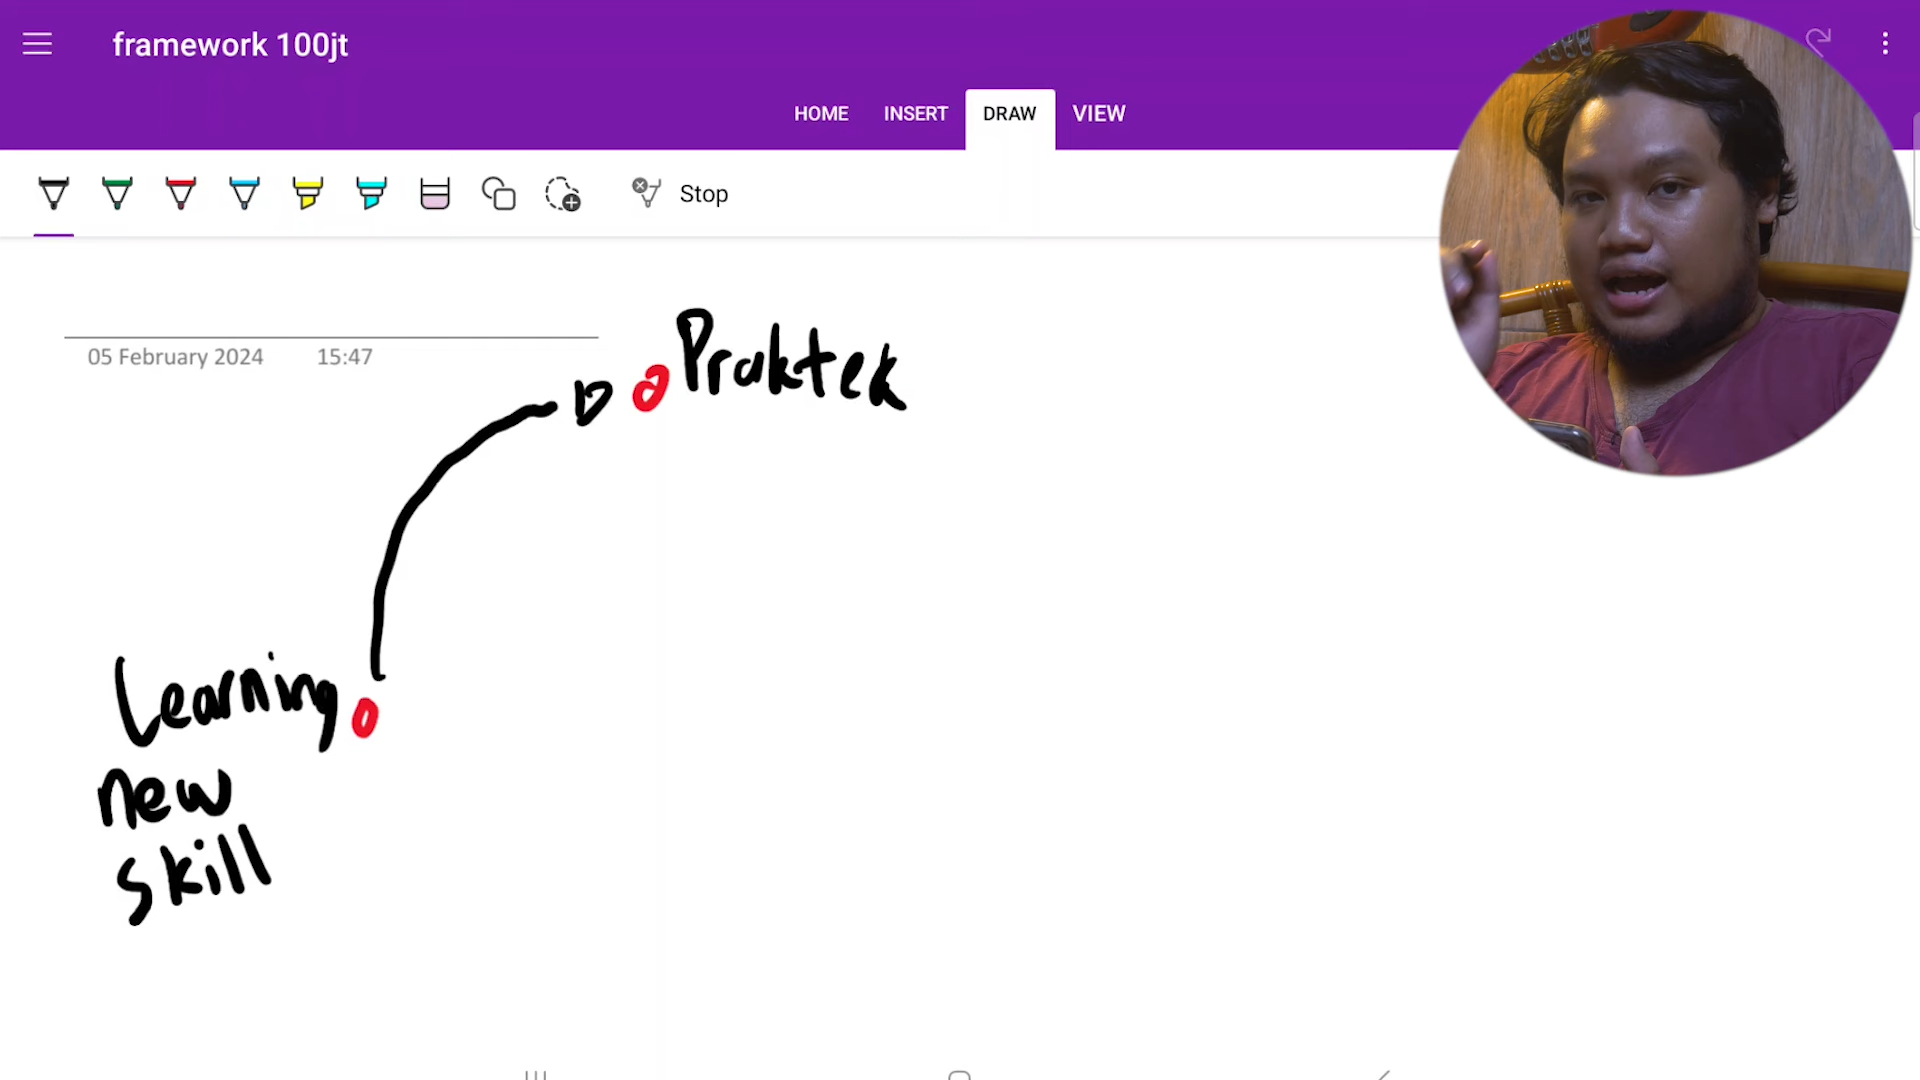 framework 100jt
HOME INSERT DRAW VIEW
Stop
05 February 2024 15:47
Praktek
Learning
new
skill